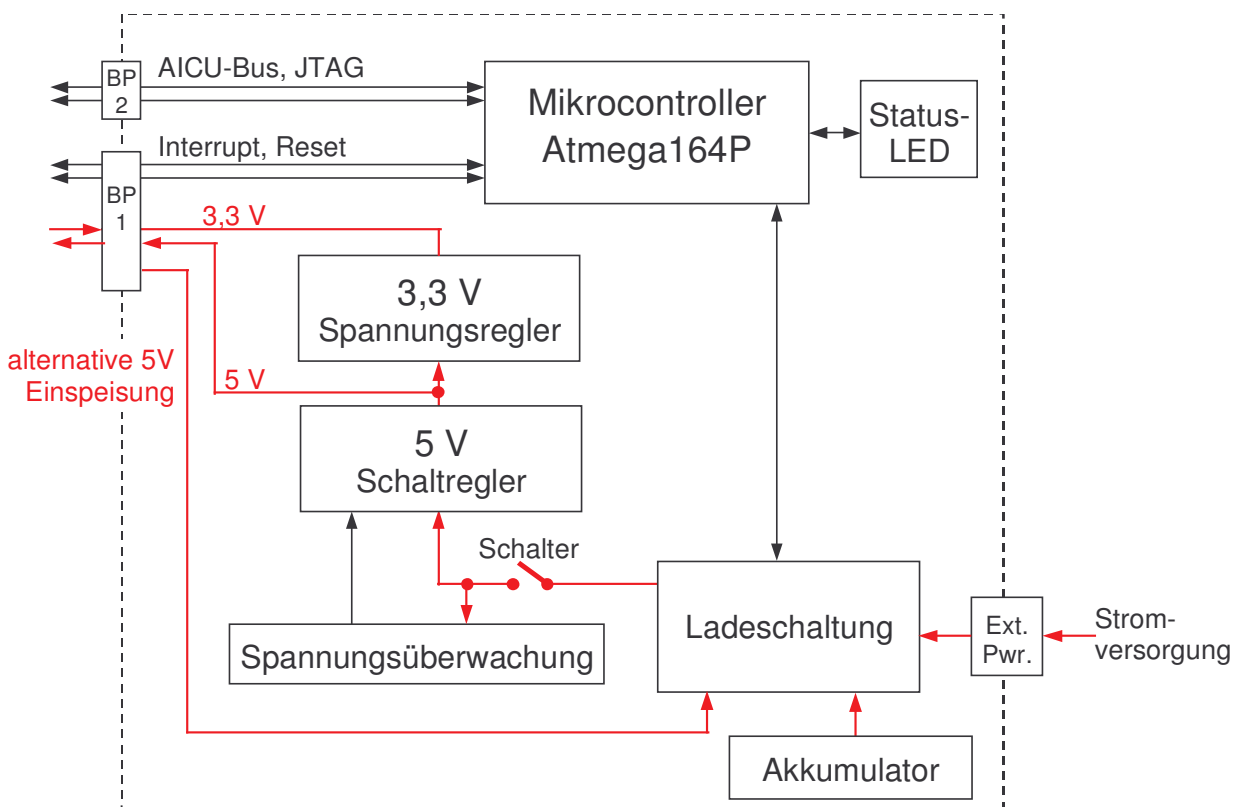 BP
2
AICU-Bus, JTAG
Mikrocontroller
Atmega164P
Status-
LED
Interrupt, Reset
BP
1
3,3 V
3,3 V
Spannungsregler
alternative 5V
Einspeisung
5 V
5 V
Schaltregler
Schalter
Spannungsüberwachung
Ladeschaltung
Ext.
Pwr.
Strom-
versorgung
Akkumulator